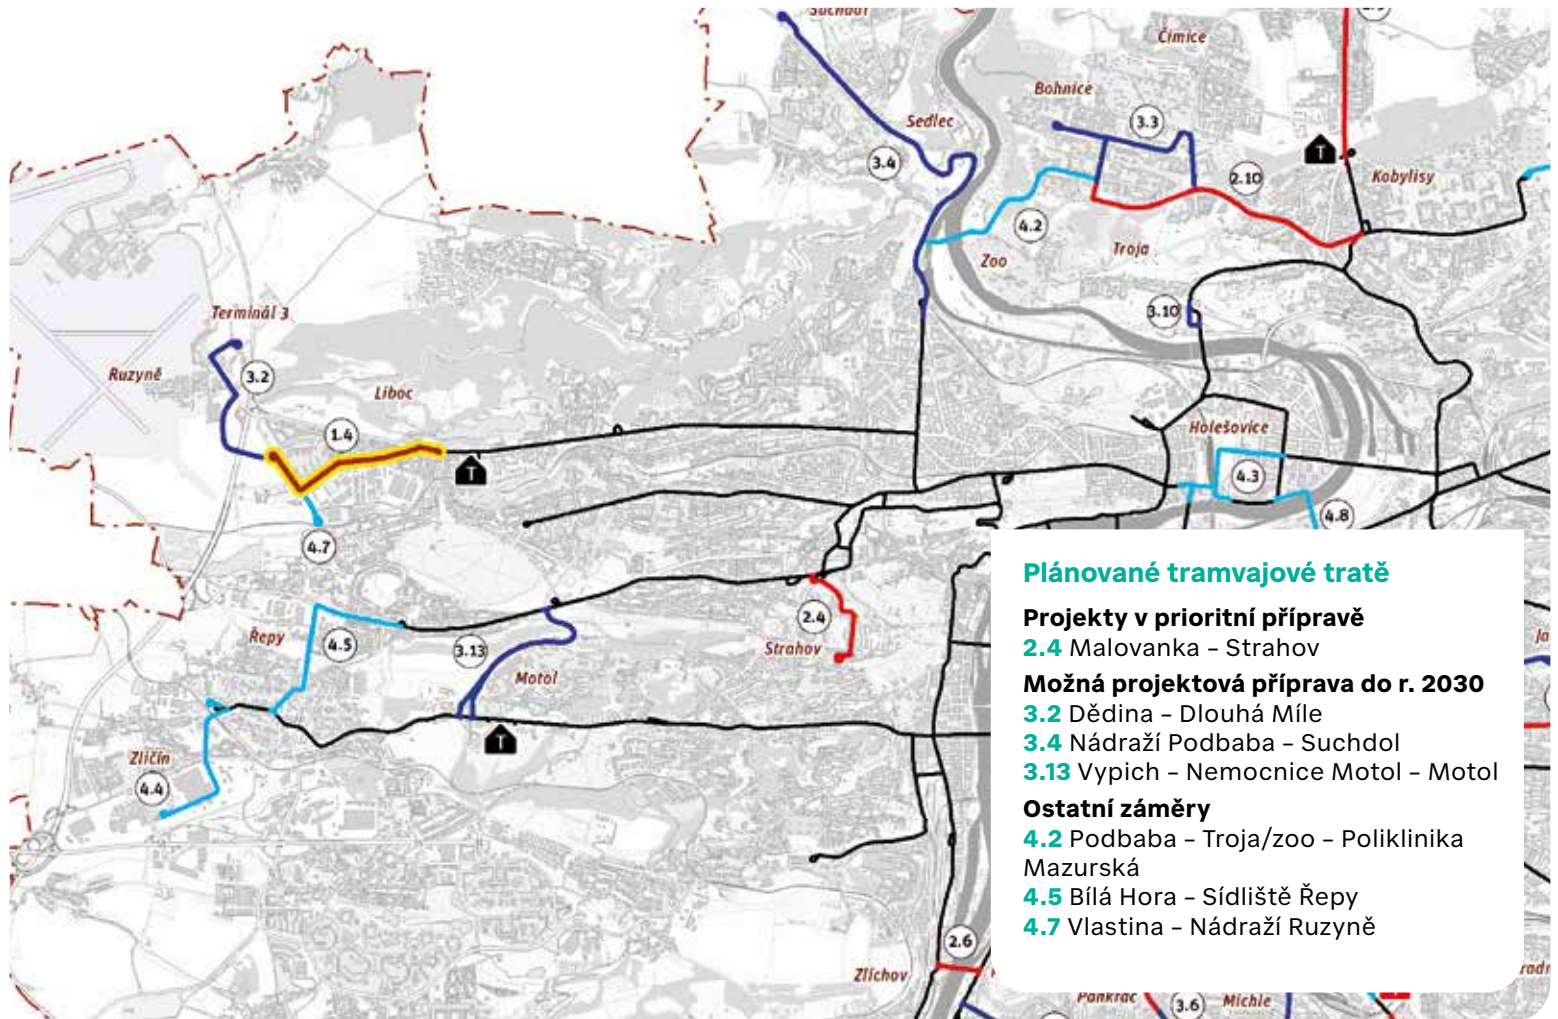 Čimice
Bohnice
Sedlec
3.3
3.4
2.10
Kobylisy
4.2
Troja
Zoo
Terminál 3
3.10
Ruzyně
3.2
Liboc
1.4
Holešovice
4.3
4.8
4.7
Řepy
4.5
3.13
2.4
Strahov
Motol
Zličín
4.4
2.6
Zlíchov
Pankrác
3.6
Michle
T
T
T
Plánované tramvajové tratě
Projekty v prioritní přípravě
2.4 Malovanka – Strahov
Možná projektová příprava do r. 2030
3.2 Dědina – Dlouhá Míle
3.4 Nádraží Podbaba – Suchdol
3.13 Vypich – Nemocnice Motol – Motol
Ostatní záměry
4.2 Podbaba – Troja/zoo – Poliklinika
Mazurská
4.5 Bílá Hora – Sídliště Řepy
4.7 Vlastina – Nádraží Ruzyně